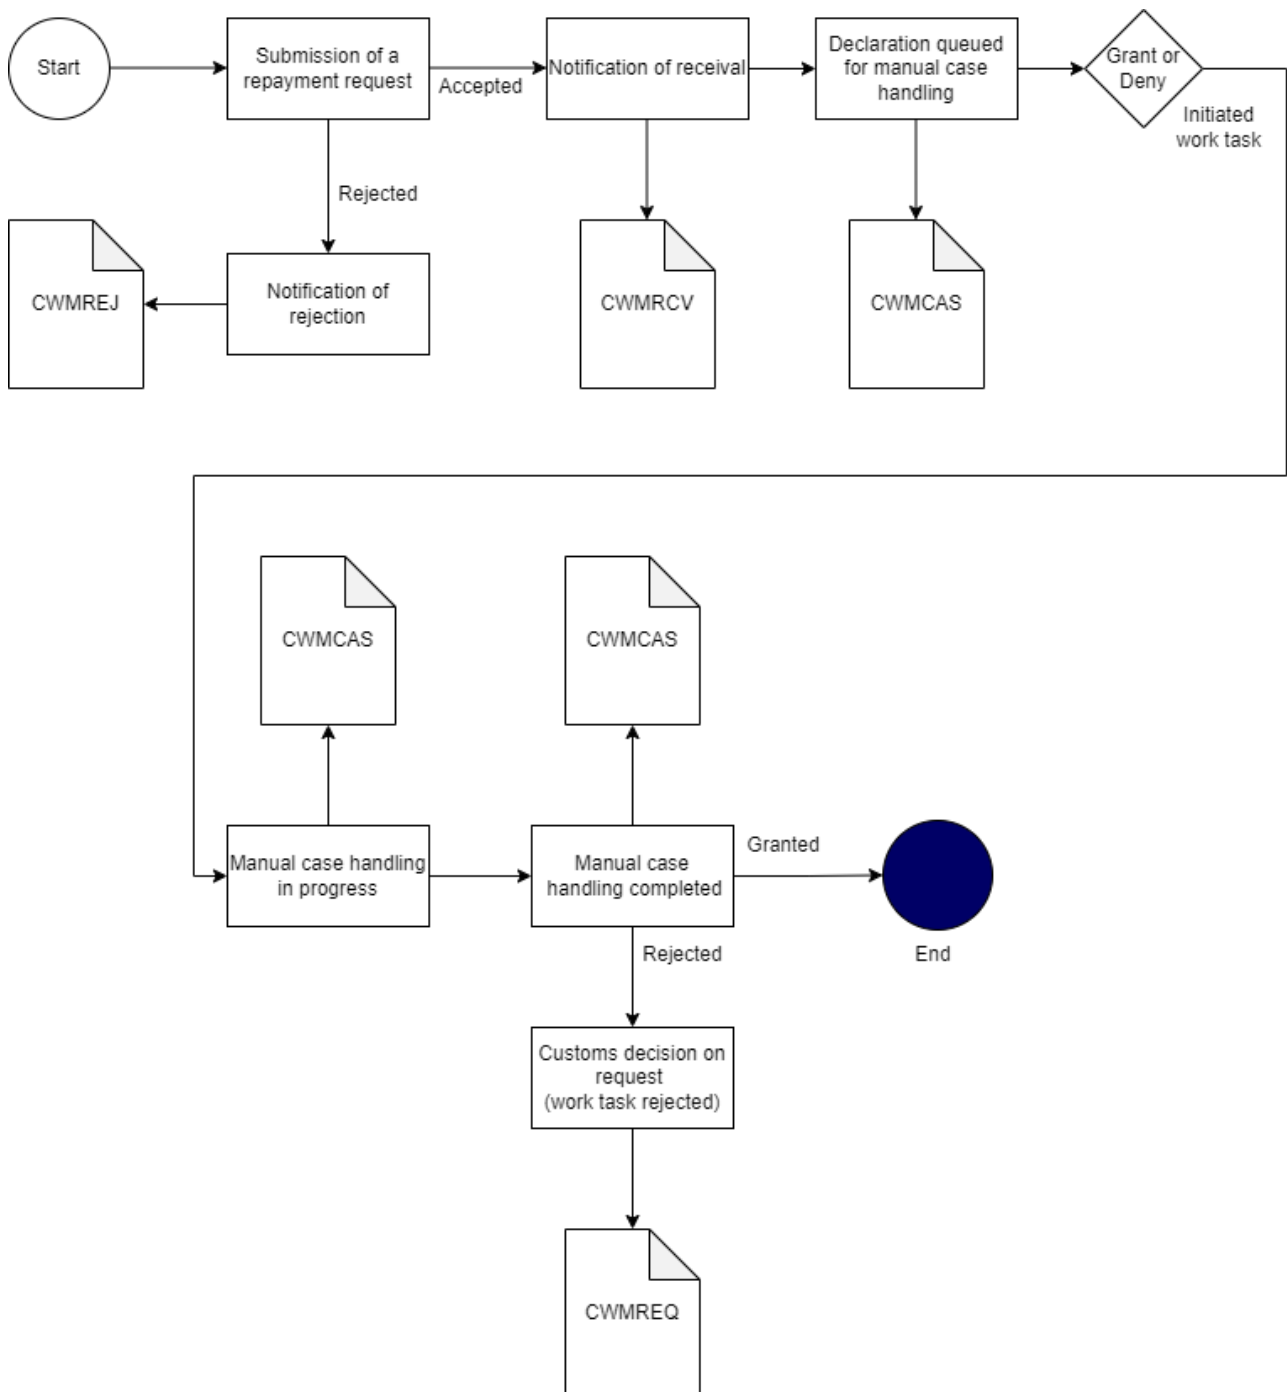 Start
Submission of a
repayment request
Accepted
Notification of receival
Declaration queued
for manual case
handling
Grant or
Deny
Initiated
work task
Rejected
CWMREJ
Notification of
rejection
CWMRCV
CWMCAS
CWMCAS
CWMCAS
Manual case handling
in progress
Manual case
handling completed
Granted
End
Rejected
Customs decision on
request
(work task rejected)
CWMREQ